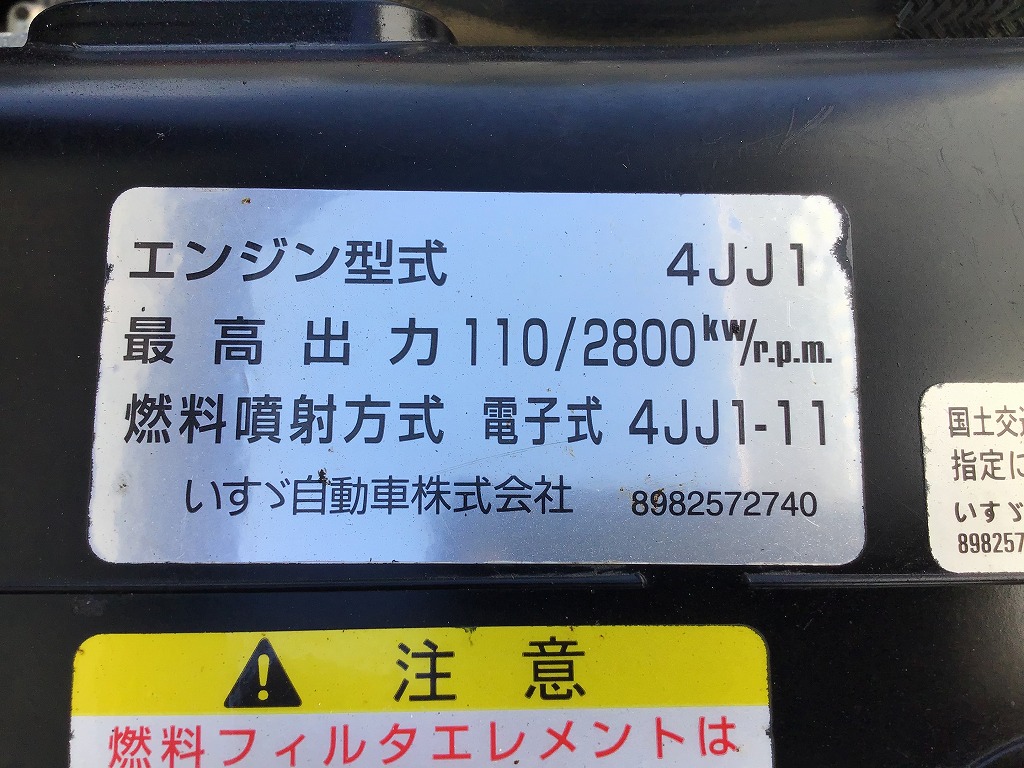 エンジン型式 4JJ1
最高出力 110/2800kW/r.p.m.
燃料噴射方式 電子式 4JJ1-11
いすゞ自動車株式会社 8982572740
国土交通
指定に
いすゞ
898257
注意
燃料フィルタエレメントは